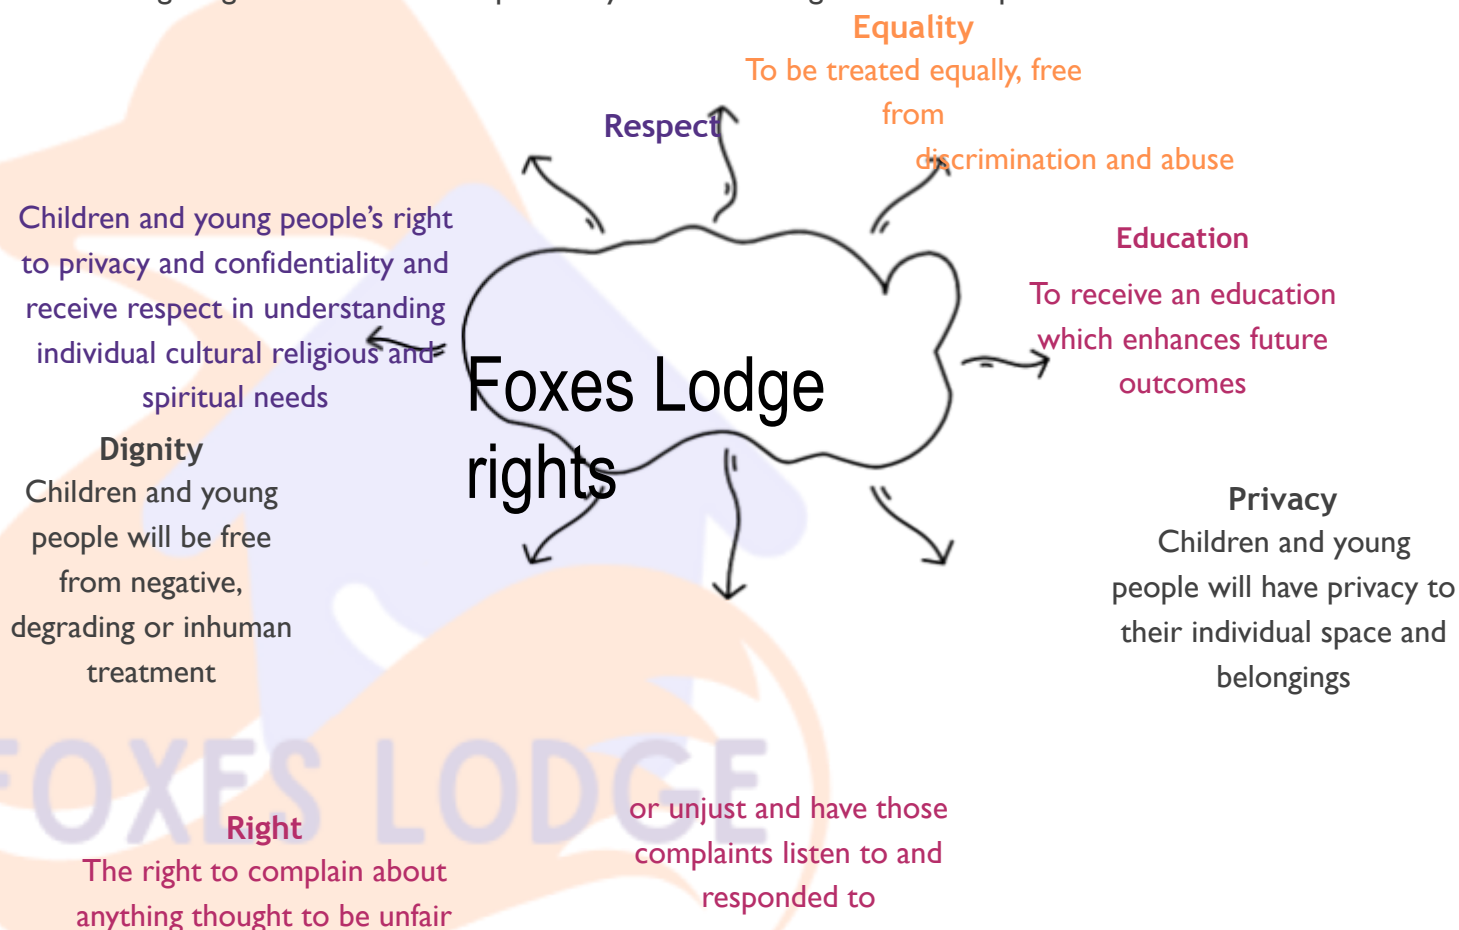 Equality
To be treated equally, free
from
discrimination and abuse
Respect
Children and young people’s right
to privacy and confidentiality and
receive respect in understanding
individual cultural religious and
spiritual needs
Education
To receive an education
which enhances future
outcomes
Foxes Lodge
rights
Dignity
Children and young
people will be free
from negative,
degrading or inhuman
treatment
Privacy
Children and young
people will have privacy to
their individual space and
belongings
FOXES LODGE
Right
The right to complain about
anything thought to be unfair
or unjust and have those
complaints listen to and
responded to